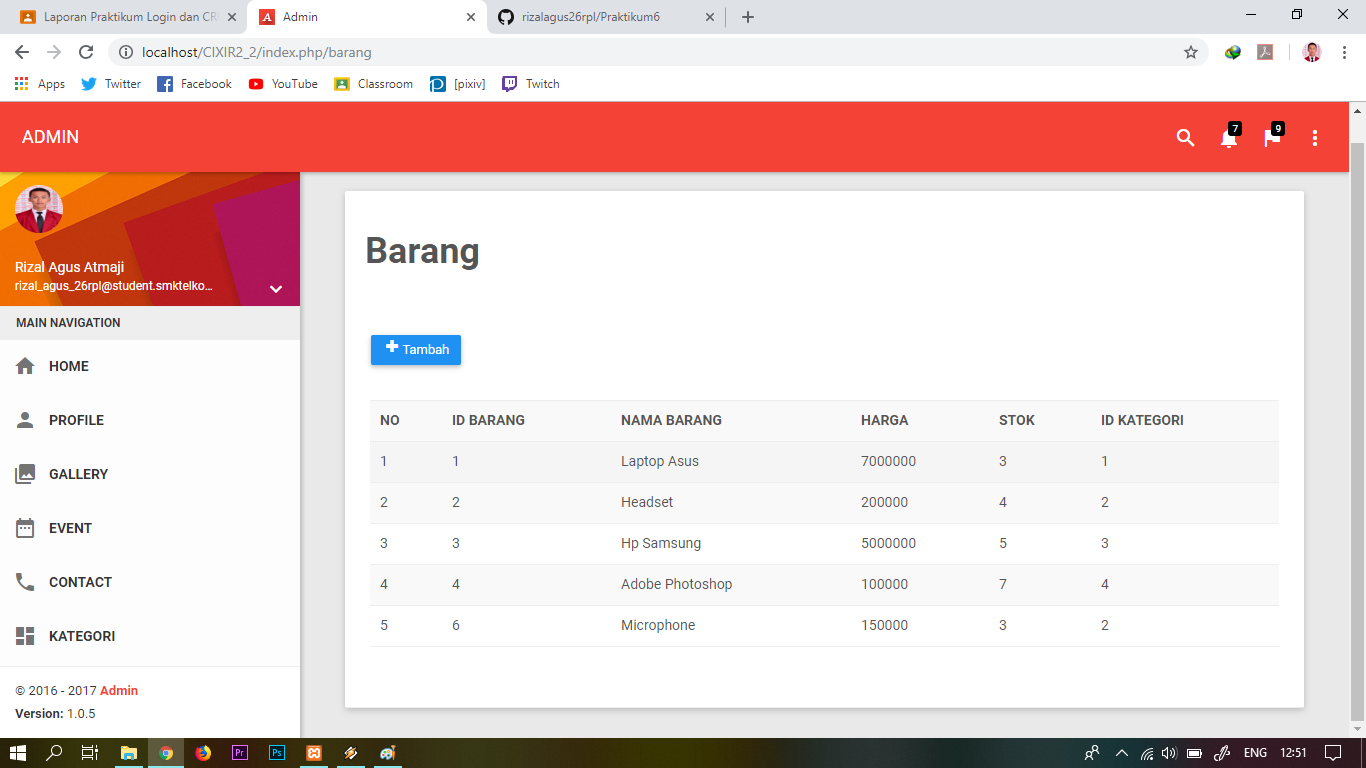 Laporan Praktikum Login dan CR
Admin
rizalagus26rpl/Praktikum6
localhost/CIXIR2_2/index.php/barang
Apps
Twitter
Facebook
YouTube
Classroom
[pixiv]
Twitch
ADMIN
7
9
Rizal Agus Atmaji
rizal_agus_26rpl@student.smktelko...
MAIN NAVIGATION
HOME
PROFILE
GALLERY
EVENT
CONTACT
KATEGORI
© 2016 - 2017 Admin
Version: 1.0.5
Barang
Tambah
NO ID BARANG NAMA BARANG HARGA STOK ID KATEGORI
1 1 Laptop Asus 7000000 3 1
2 2 Headset 200000 4 2
3 3 Hp Samsung 5000000 5 3
4 4 Adobe Photoshop 100000 7 4
5 6 Microphone 150000 3 2
Pr
Ps
ENG
12:51